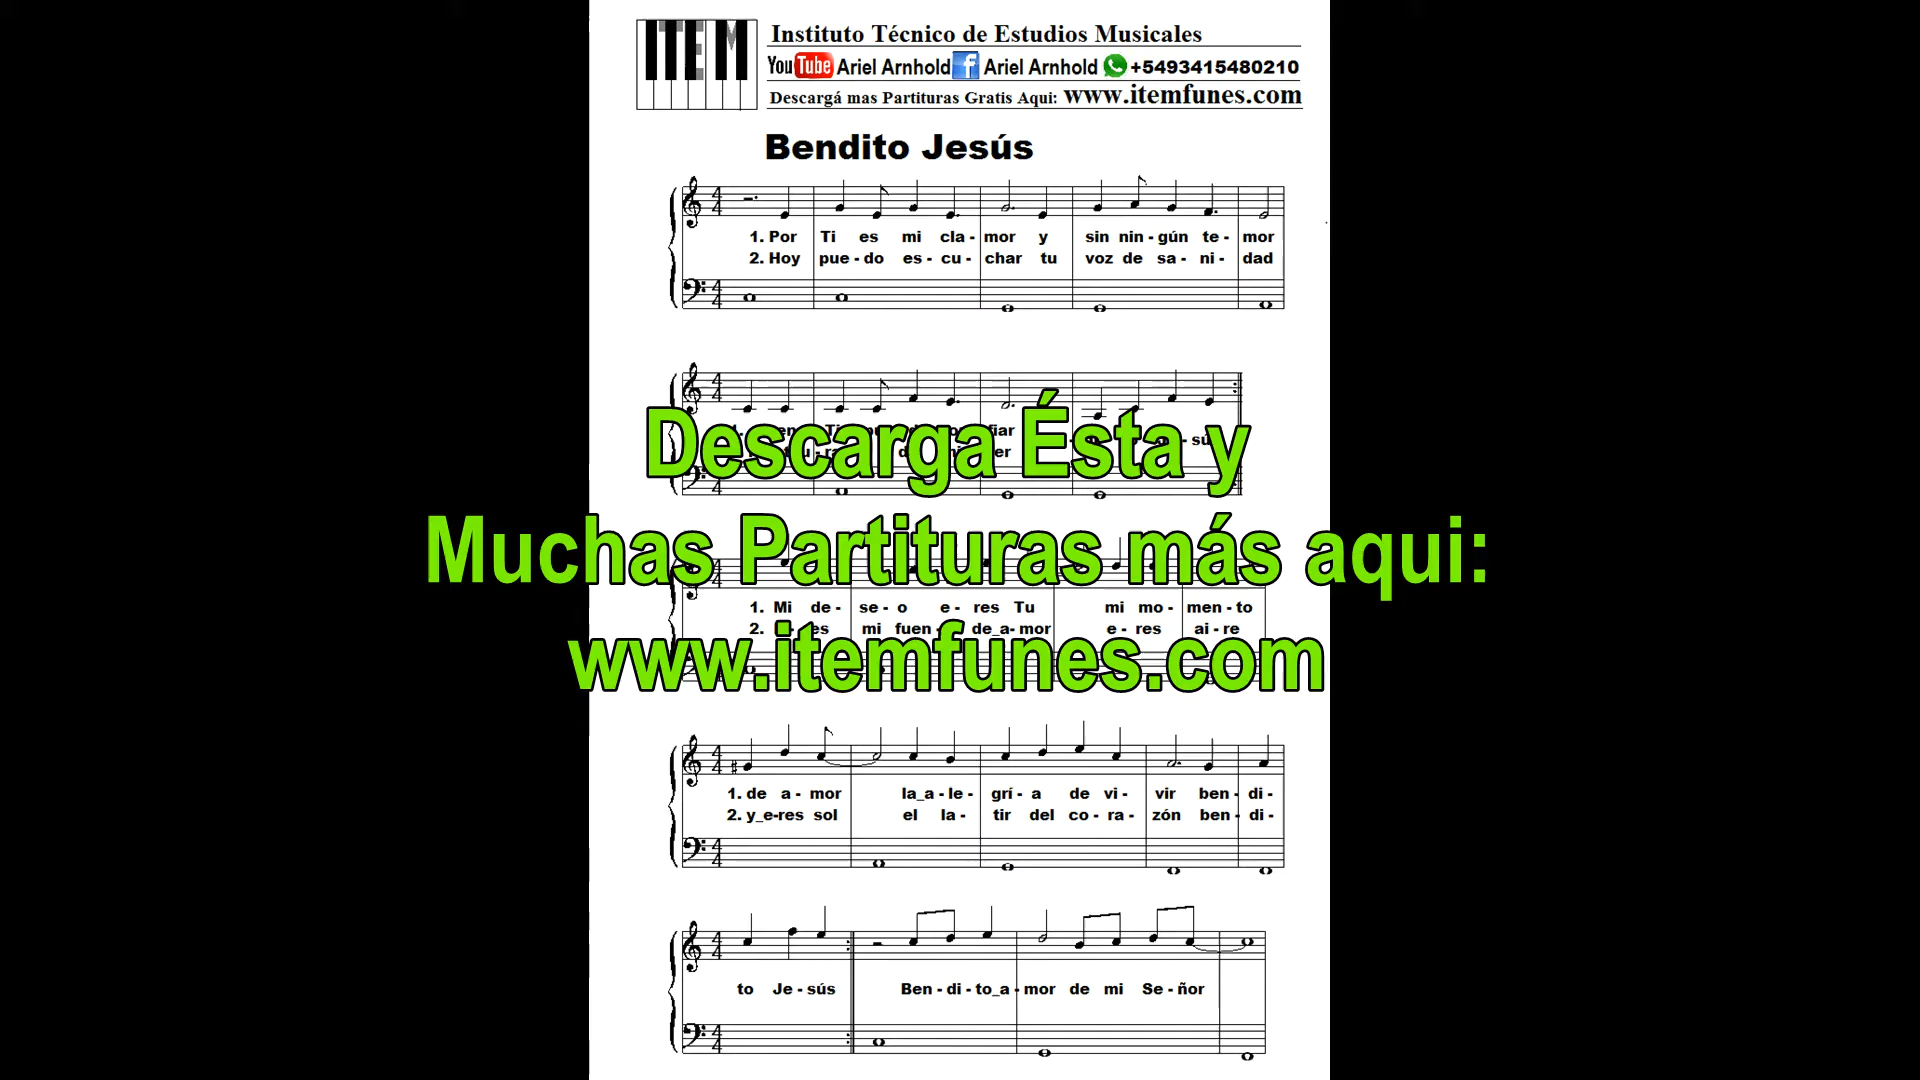 ITEM
Instituto Técnico de Estudios Musicales
YouTube Ariel Arnhold f Ariel Arnhold +5493415480210
Descargá mas Partituras Gratis Aqui: www.itemfunes.com
Bendito Jesús
1. Por Ti es mi cla - mor y sin nin - gún te - mor
2. Hoy pue - do es - cu - char tu voz de sa - ni - dad
Descarga Ésta y
Muchas Partituras más aqui:
www.itemfunes.com
1. Mi de - se - o e - res Tu mi mo - men - to
mi fuen - de_a - mor e - res ai - re
1. de a - mor la_a - le - grí - a de vi - vir ben - di -
2. y_e-res sol el la - tir del co - ra - zón ben - di -
to Je - sús Ben - di - to_a - mor de mi Se - ñor